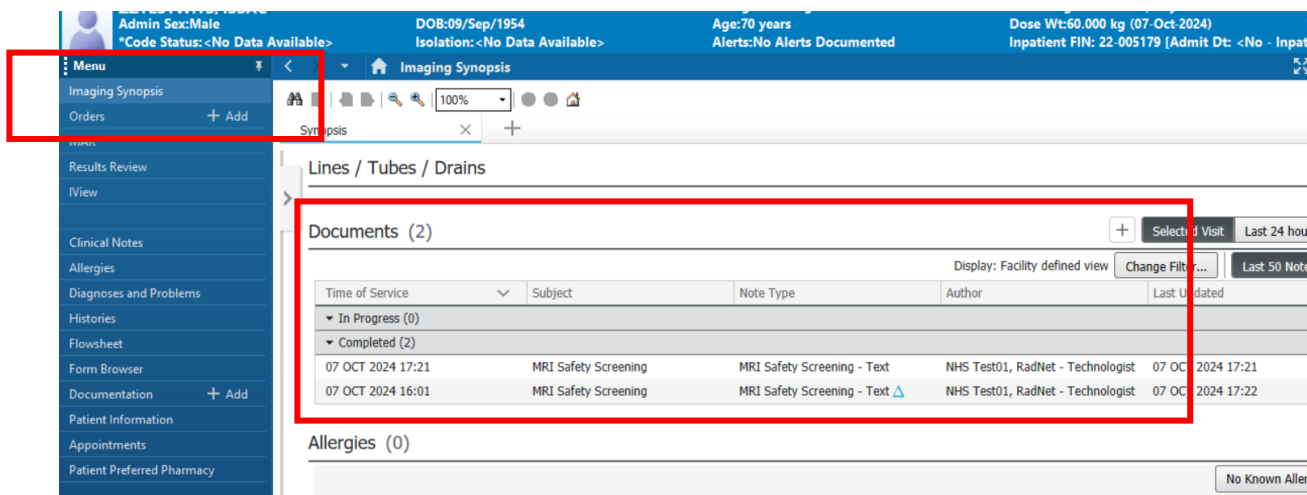 Admin Sex:Male DOB:09/Sep/1954 Age:70 years Dose Wt:60.000 kg (07-Oct-2024)
*Code Status:<No Data Available> Isolation:<No Data Available> Alerts:No Alerts Documented Inpatient FIN: 22-005179 [Admit Dt: <No - Inpat
Menu Imaging Synopsis
Imaging Synopsis
100%
Orders + Add
Synopsis
MAR
Results Review
Lines / Tubes / Drains
IView
Documents (2) Selected Visit Last 24 hou
Clinical Notes
Allergies Display: Facility defined view Change Filter... Last 50 Note
Diagnoses and Problems Time of Service Subject Note Type Author Last Updated
Histories In Progress (0)
Flowsheet Completed (2)
Form Browser 07 OCT 2024 17:21 MRI Safety Screening MRI Safety Screening - Text NHS Test01, RadNet - Technologist 07 OCT 2024 17:21
Documentation + Add 07 OCT 2024 16:01 MRI Safety Screening MRI Safety Screening - Text NHS Test01, RadNet - Technologist 07 OCT 2024 17:22
Patient Information
Appointments Allergies (0)
Patient Preferred Pharmacy No Known Aller